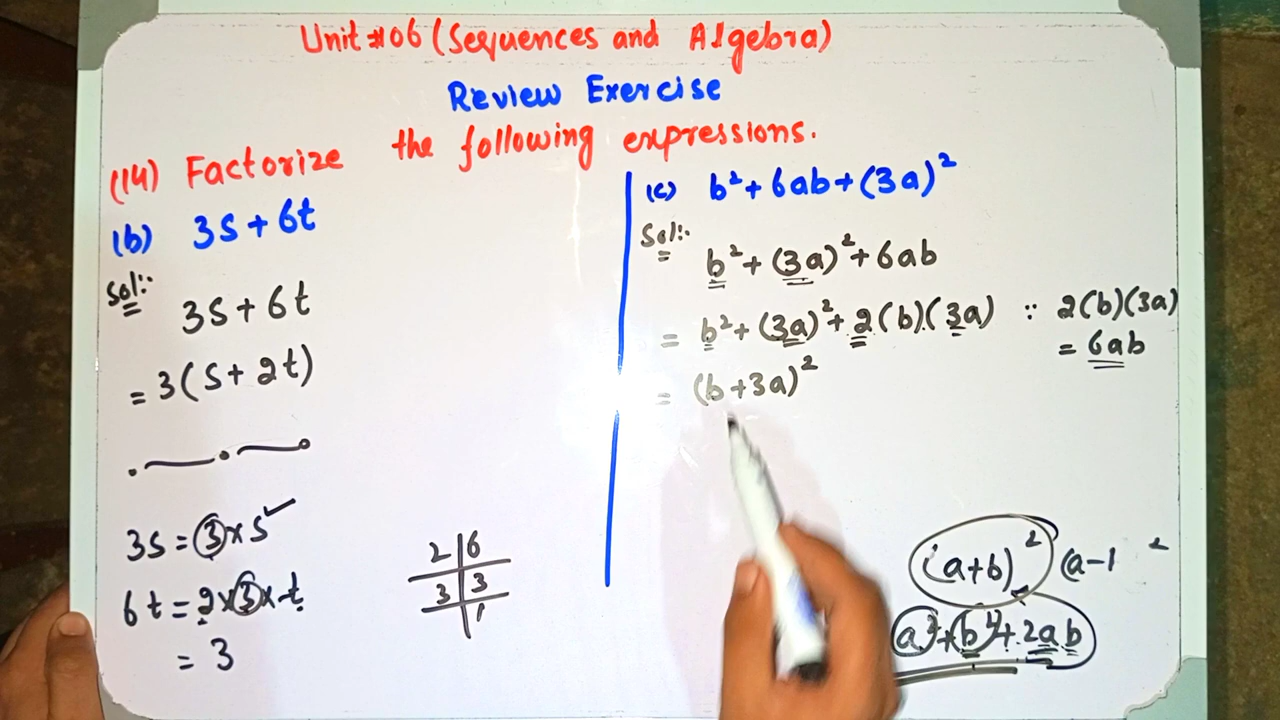 Unit #06 (Sequences and Algebra)
Review Exercise
(14) Factorize the following expressions.
(b) 3s + 6t
Sol:-
3s + 6t
= 3(s + 2t)
3s = 3 × s ✓
6t = 2 × 3 × t
= 3
2 | 6
3 | 3
| 1
(c) b² + 6ab + (3a)²
Sol:-
b² + (3a)² + 6ab
= b² + (3a)² + 2(b)(3a) ∵ 2(b)(3a)
= 6ab
= (b + 3a)²
(a+b)² (a-
a² + b² + 2ab